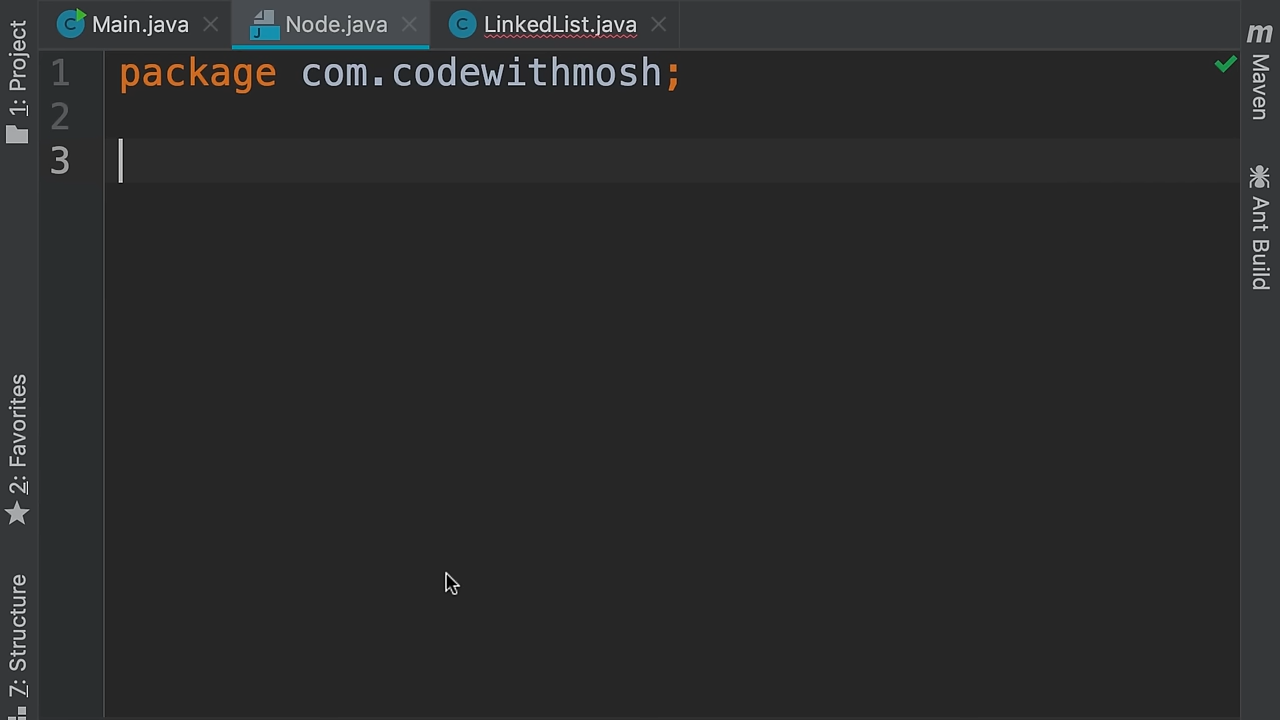 Main.java
Node.java
LinkedList.java
1 package com.codewithmosh;
2
3
1: Project
2: Favorites
7: Structure
m
Maven
Ant Build